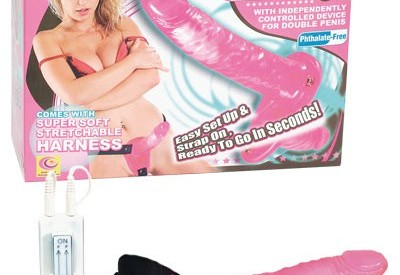 WITH INDEPENDENTLY
CONTROLLED DEVICE
FOR DOUBLE PENIS
Phthalate-Free
COMES WITH
SUPER SOFT
STRETCHABLE
HARNESS
Easy Set Up &
Strap On,
Ready To Go In Seconds!
ON